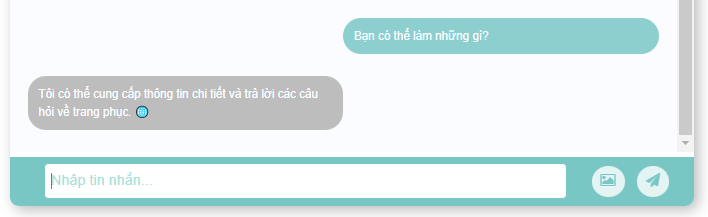 Bạn có thể làm những gì?
Tôi có thể cung cấp thông tin chi tiết và trả lời các câu
hỏi về trang phục. 🌐
Nhập tin nhắn...